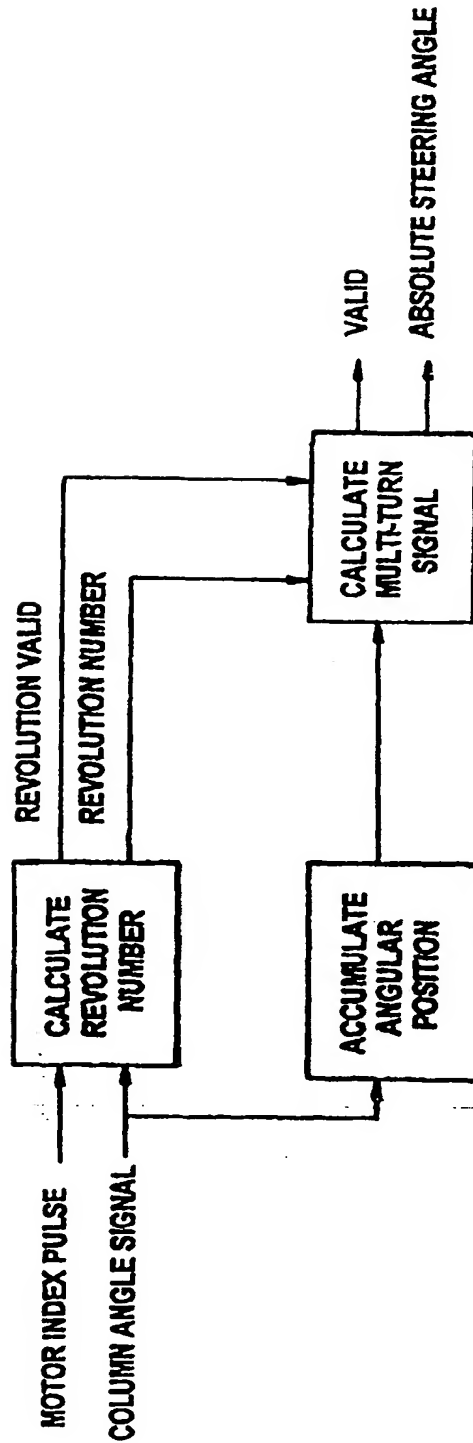 MOTOR INDEX PULSE
COLUMN ANGLE SIGNAL
CALCULATE
REVOLUTION
NUMBER
REVOLUTION VALID
REVOLUTION NUMBER
ACCUMULATE
ANGULAR
POSITION
CALCULATE
MULTI-TURN
SIGNAL
VALID
ABSOLUTE STEERING ANGLE